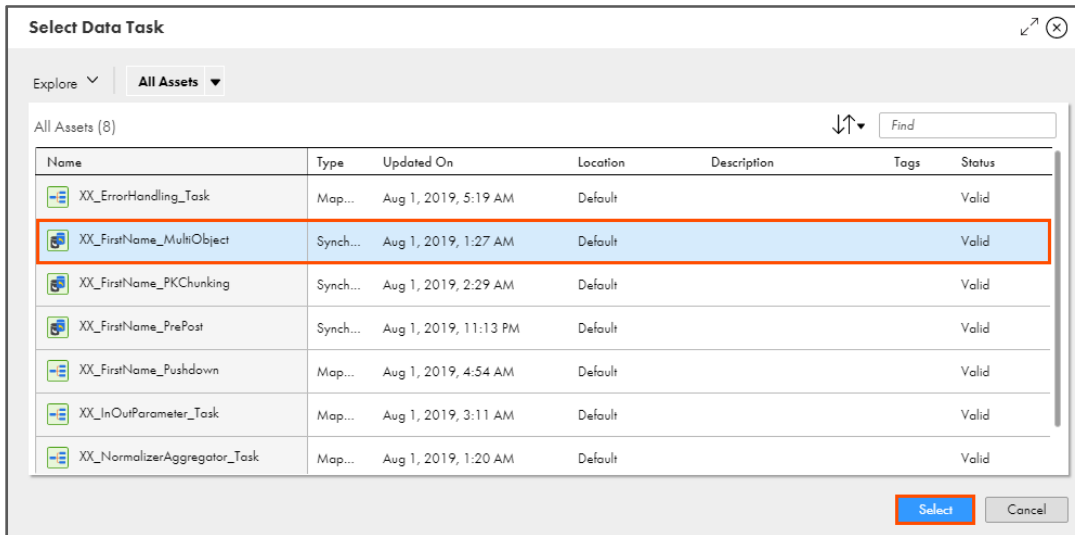 Select Data Task
Explore All Assets
All Assets (8) Find
Name Type Updated On Location Description Tags Status
XX_ErrorHandling_Task Map... Aug 1, 2019, 5:19 AM Default Valid
XX_FirstName_MultiObject Synch... Aug 1, 2019, 1:27 AM Default Valid
XX_FirstName_PKChunking Synch... Aug 1, 2019, 2:29 AM Default Valid
XX_FirstName_PrePost Synch... Aug 1, 2019, 11:13 PM Default Valid
XX_FirstName_Pushdown Map... Aug 1, 2019, 4:54 AM Default Valid
XX_InOutParameter_Task Map... Aug 1, 2019, 3:11 AM Default Valid
XX_NormalizerAggregator_Task Map... Aug 1, 2019, 1:20 AM Default Valid
Select Cancel